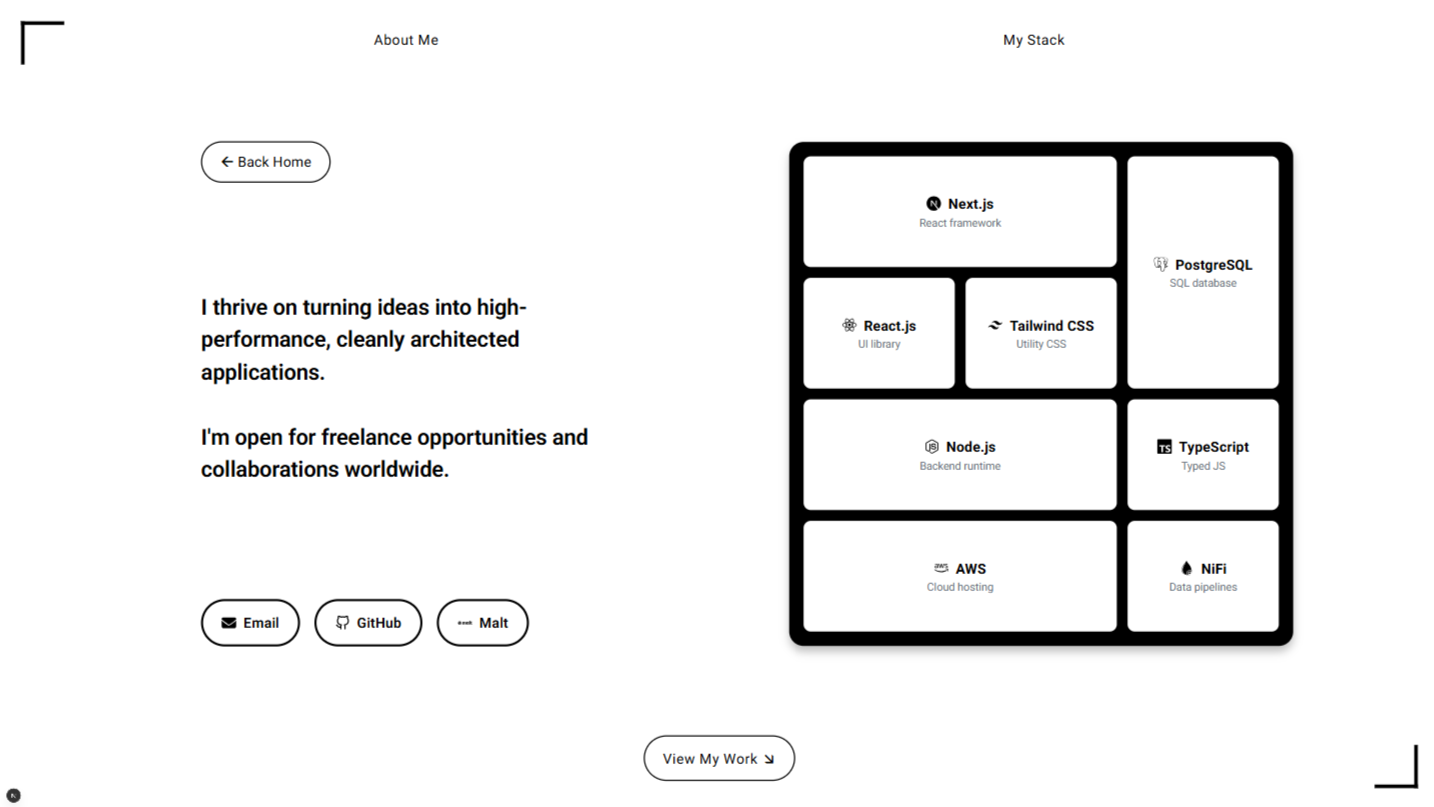 About Me
My Stack
← Back Home
I thrive on turning ideas into high-
performance, cleanly architected
applications.
I'm open for freelance opportunities and
collaborations worldwide.
Email
GitHub
Malt
Next.js
React framework
PostgreSQL
SQL database
React.js
UI library
Tailwind CSS
Utility CSS
Node.js
Backend runtime
TS TypeScript
Typed JS
aws AWS
Cloud hosting
NiFi
Data pipelines
View My Work ↘